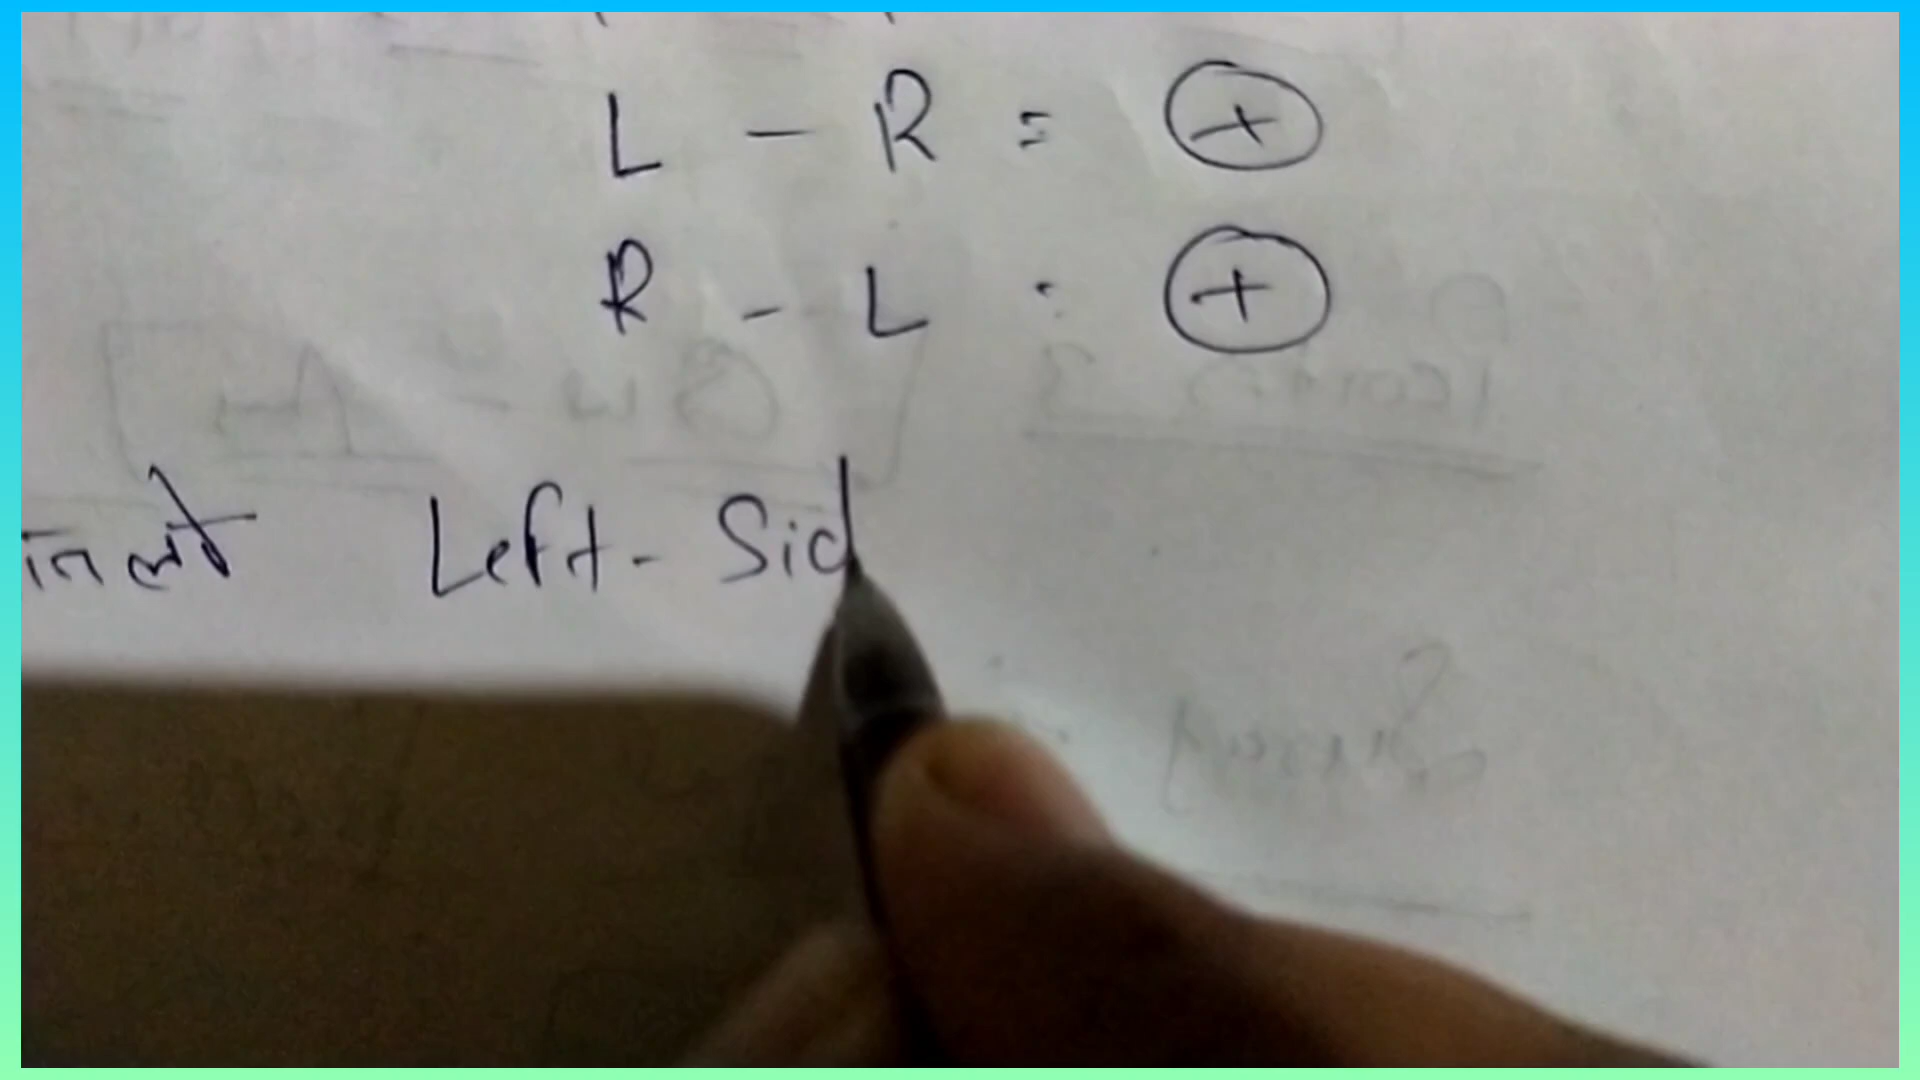 L - R = +
R - L . +
Left - Sid